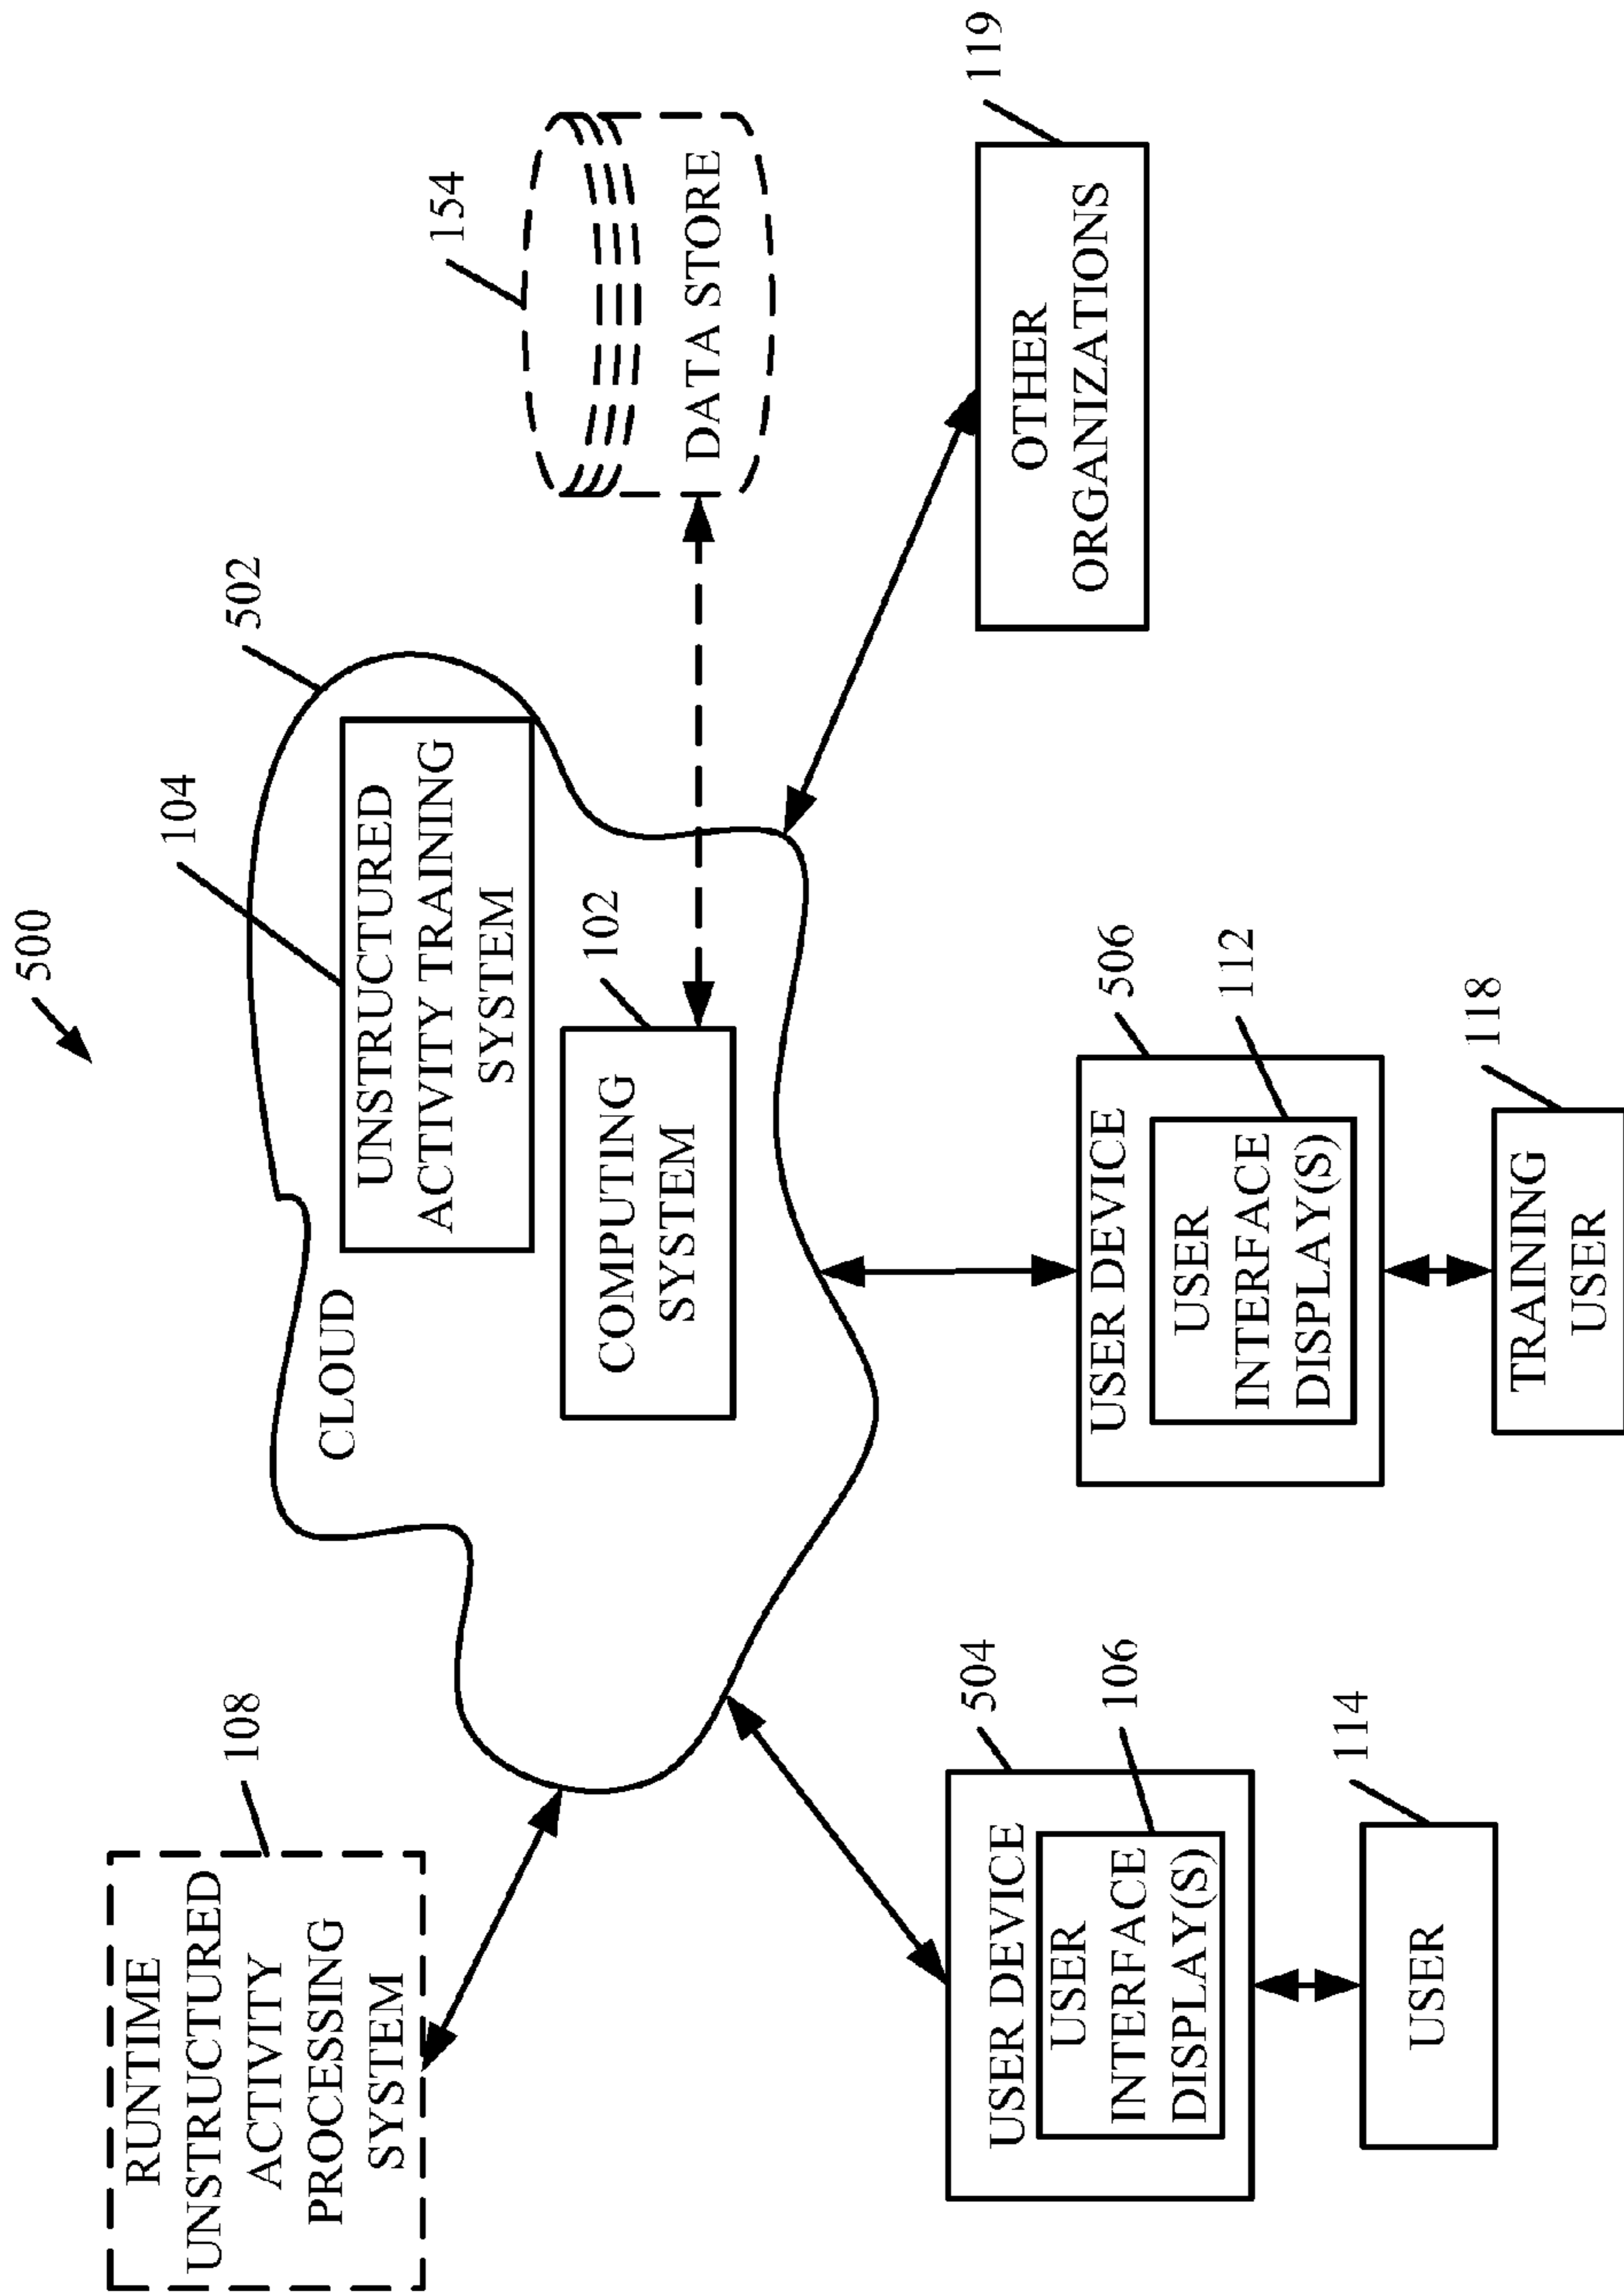 500
RUNTIME
UNSTRUCTURED
ACTIVITY
PROCESSING
SYSTEM
108
CLOUD
502
104
UNSTRUCTURED
ACTIVITY TRAINING
SYSTEM
102
COMPUTING
SYSTEM
154
DATA STORE
504
USER DEVICE
106
USER
INTERFACE
DISPLAY(S)
114
USER
506
USER DEVICE
112
USER
INTERFACE
DISPLAY(S)
118
TRAINING
USER
119
OTHER
ORGANIZATIONS